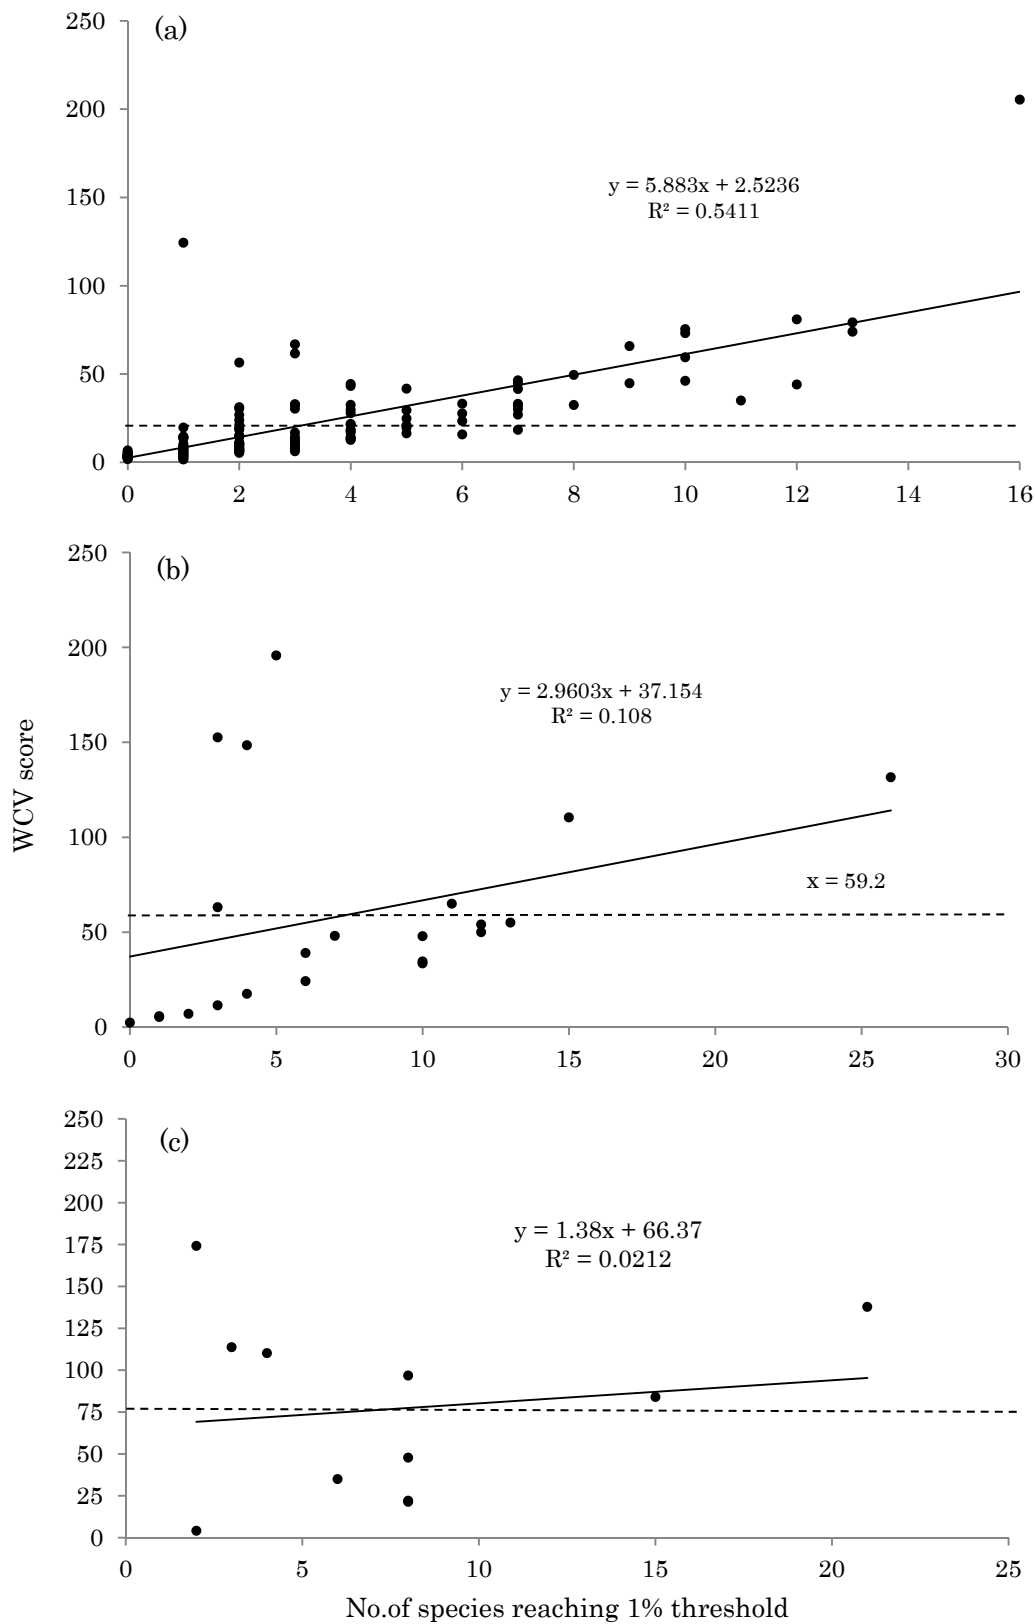 250
(a)
200
150
y = 5.883x + 2.5236
R² = 0.5411
100
50
0
0 2 4 6 8 10 12 14 16
250
(b)
200
y = 2.9603x + 37.154
R² = 0.108
150
WCV score
100
x = 59.2
50
0
0 5 10 15 20 25 30
250
(c)
225
200
y = 1.38x + 66.37
R² = 0.0212
175
150
125
100
75
50
25
0
0 5 10 15 20 25
No.of species reaching 1% threshold